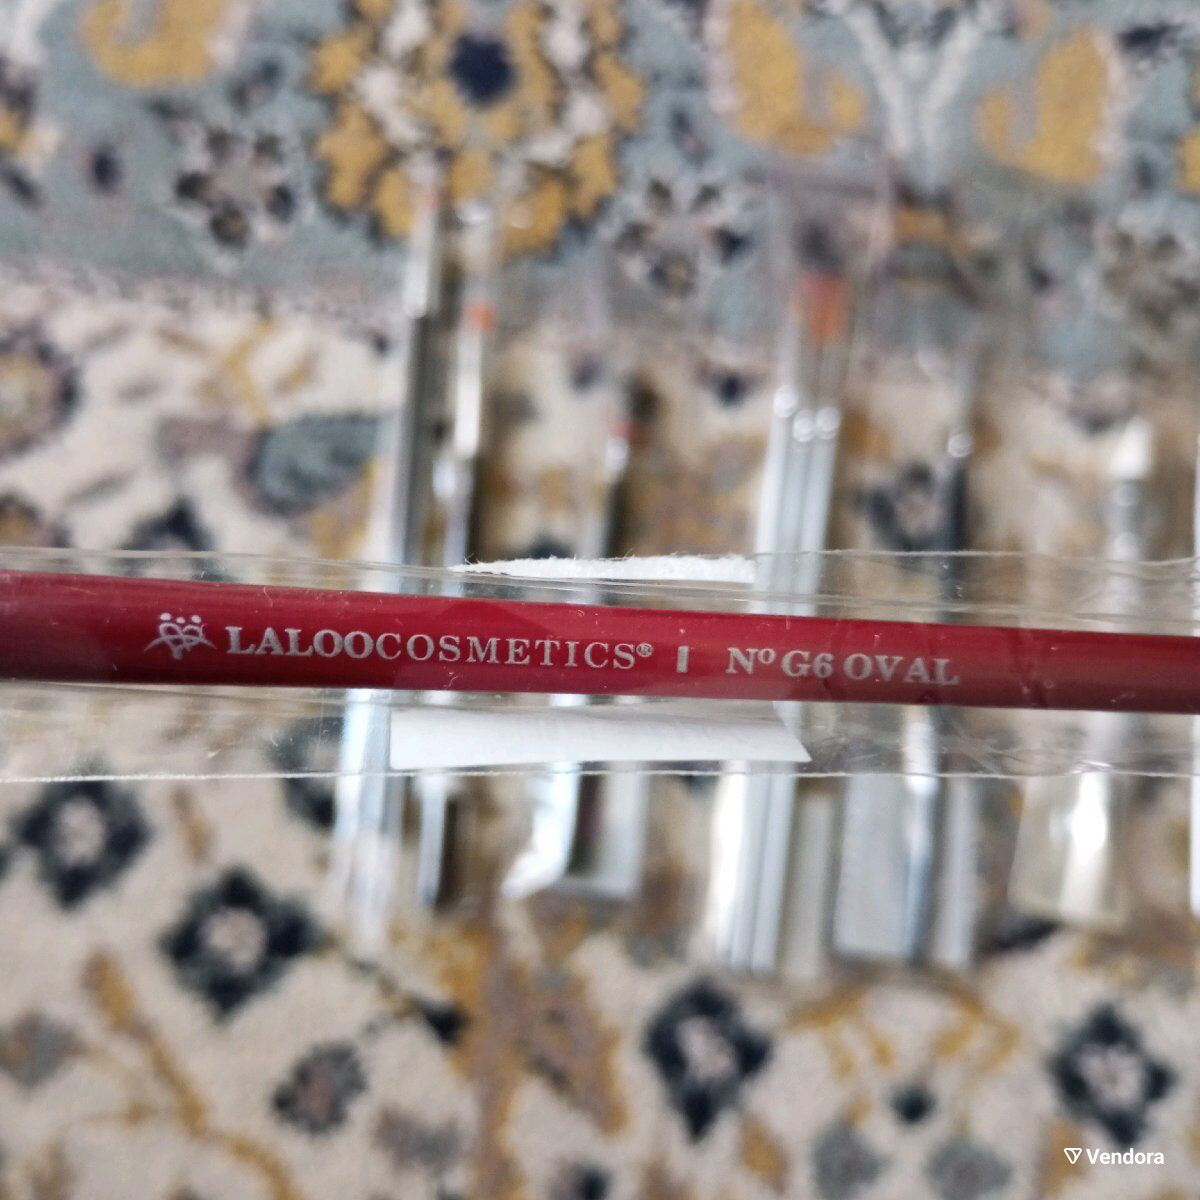 LALOOCOSMETICS® | Nº G6 OVAL
Vendora